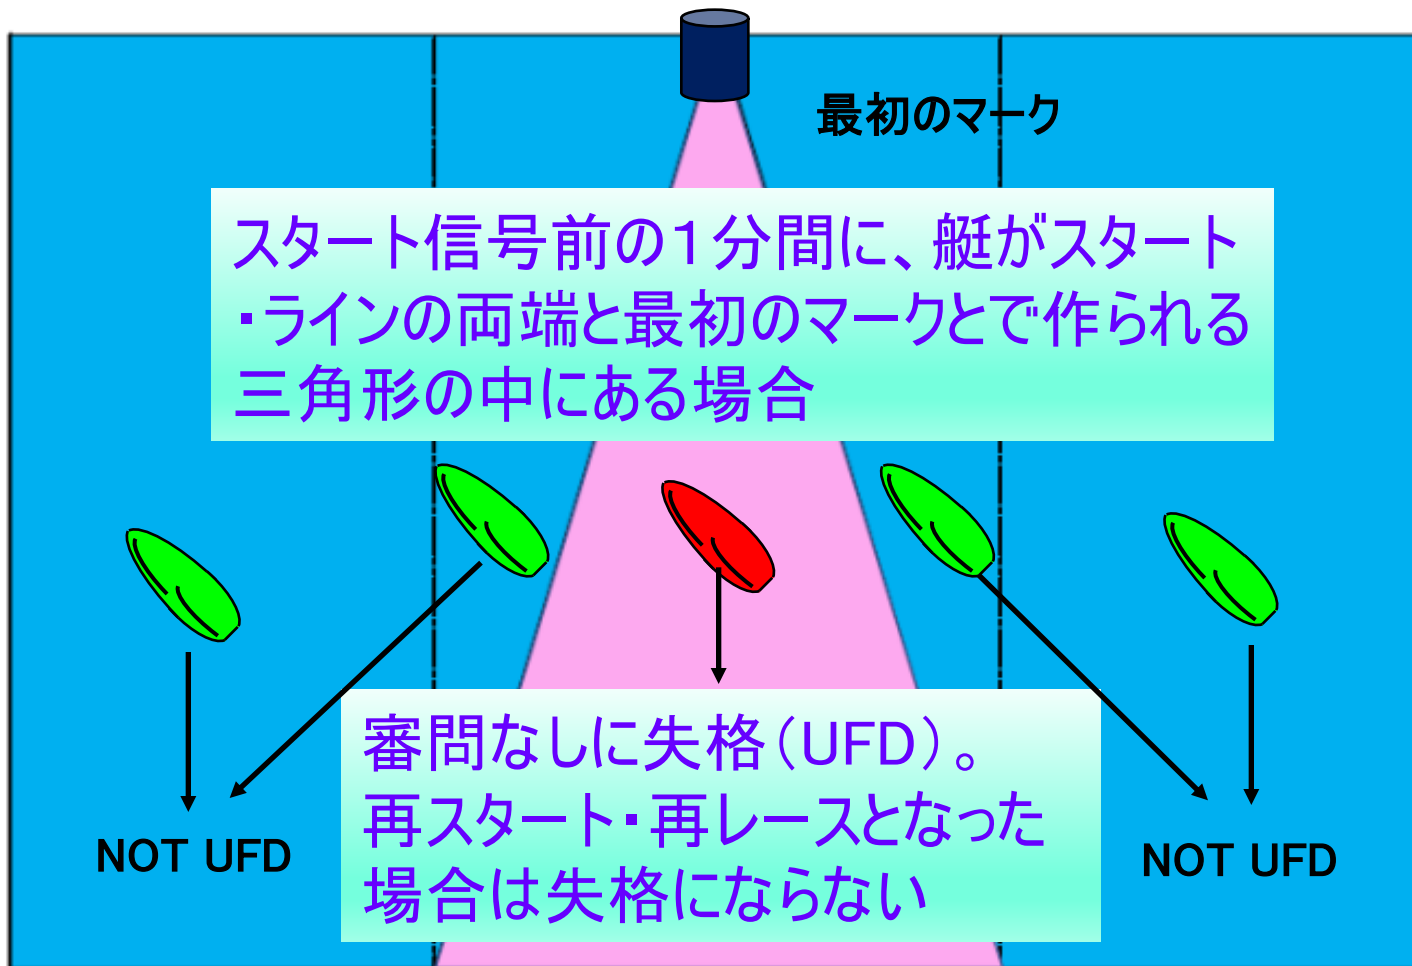 最初のマーク
スタート信号前の１分間に、艇がスタート
・ラインの両端と最初のマークとで作られる
三角形の中にある場合
審問なしに失格（UFD）。
再スタート・再レースとなった
場合は失格にならない
NOT UFD
NOT UFD